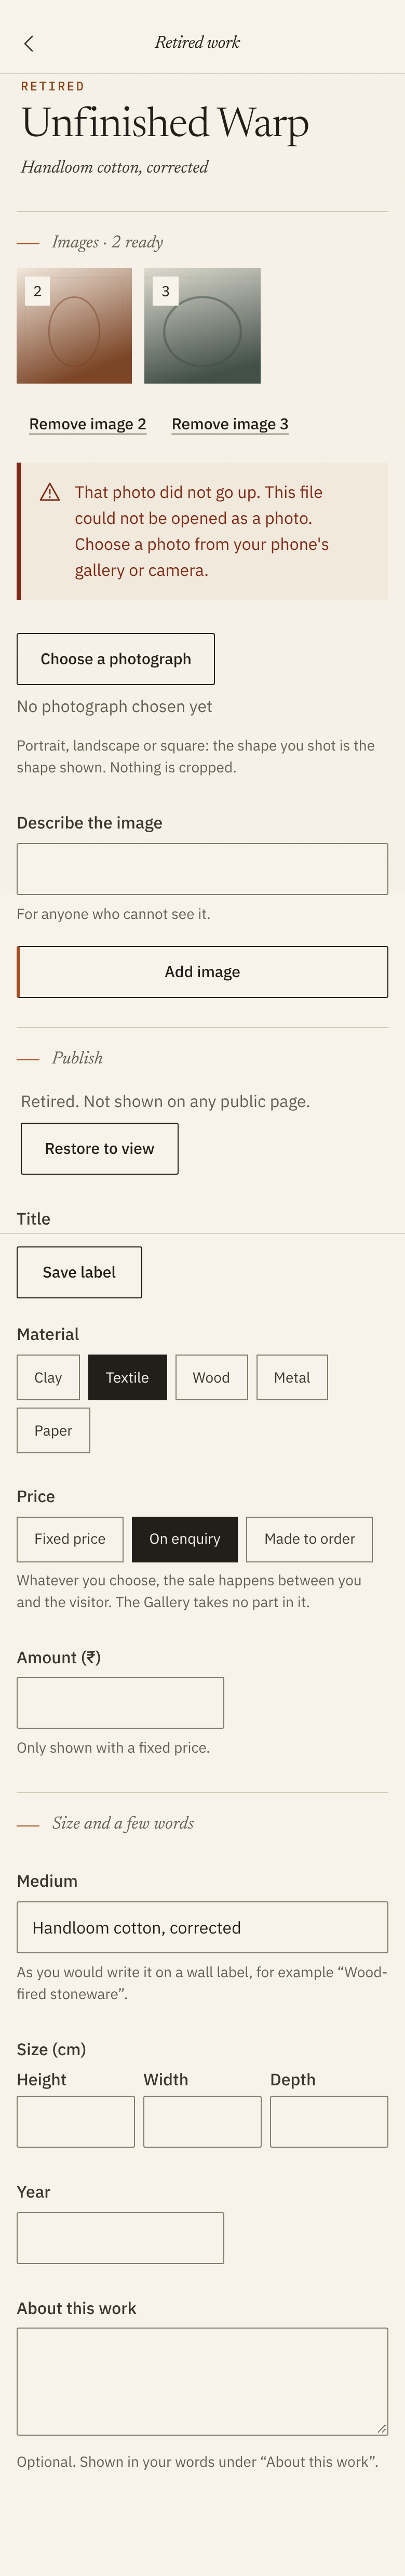 Retired work
RETIRED
Unfinished Warp
Handloom cotton, corrected
Images · 2 ready
2
3
Remove image 2
Remove image 3
That photo did not go up. This file
could not be opened as a photo.
Choose a photo from your phone's
gallery or camera.
Choose a photograph
No photograph chosen yet
Portrait, landscape or square: the shape you shot is the
shape shown. Nothing is cropped.
Describe the image
For anyone who cannot see it.
Add image
Publish
Retired. Not shown on any public page.
Restore to view
Title
Save label
Material
Clay
Textile
Wood
Metal
Paper
Price
Fixed price
On enquiry
Made to order
Whatever you choose, the sale happens between you
and the visitor. The Gallery takes no part in it.
Amount (₹)
Only shown with a fixed price.
Size and a few words
Medium
Handloom cotton, corrected
As you would write it on a wall label, for example “Wood-
fired stoneware”.
Size (cm)
Height
Width
Depth
Year
About this work
Optional. Shown in your words under “About this work”.